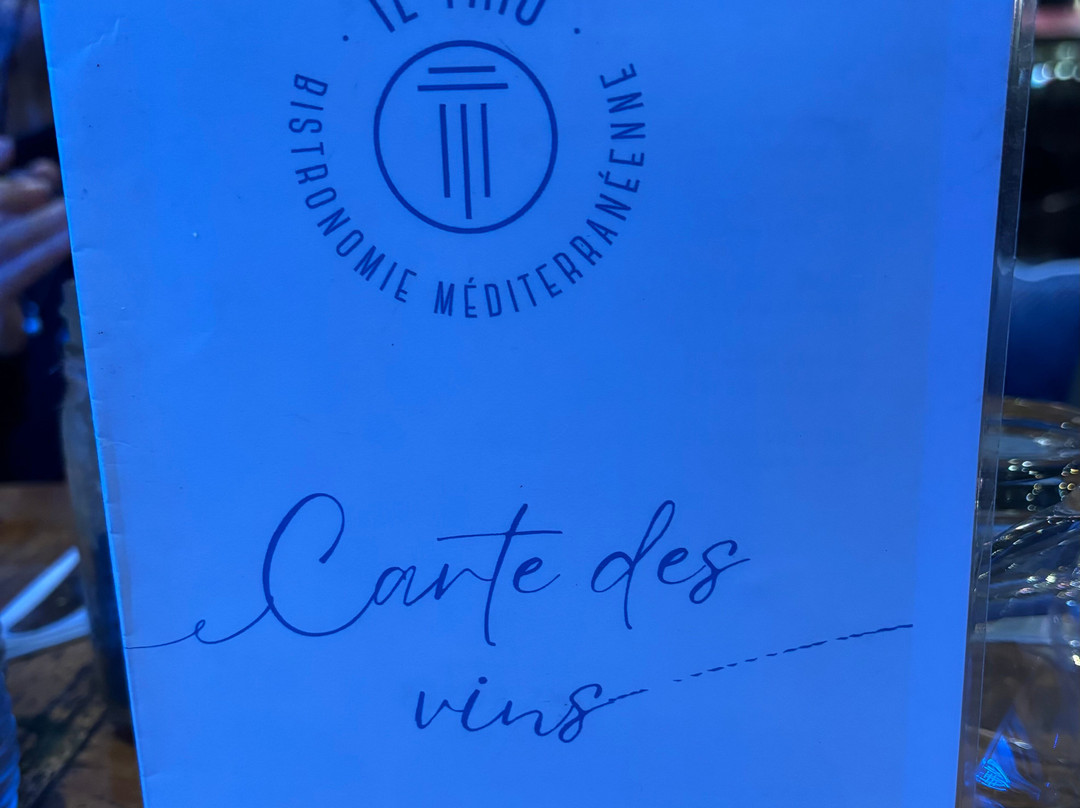 BISTRONOMIE MÉDITERRANÉENNE
Carte des
vins